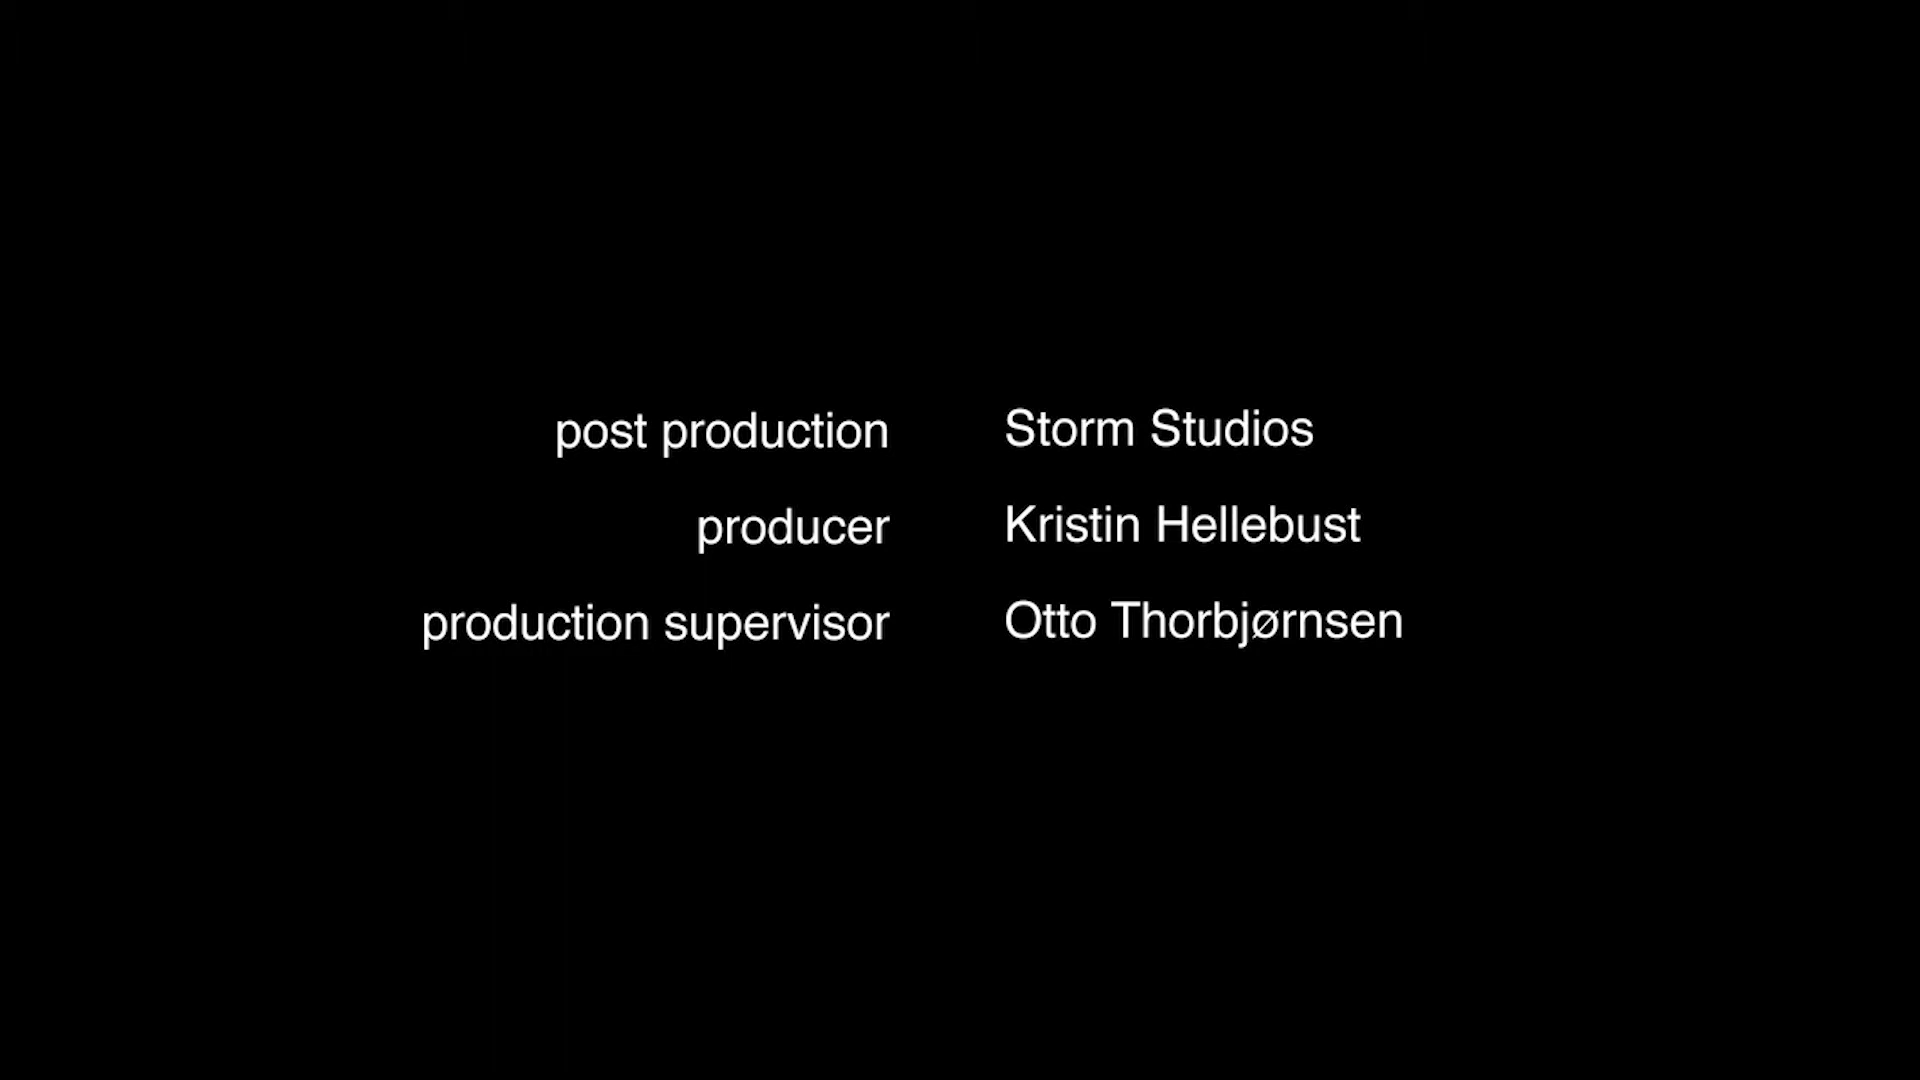 post production Storm Studios
producer Kristin Hellebust
production supervisor Otto Thorbjørnsen